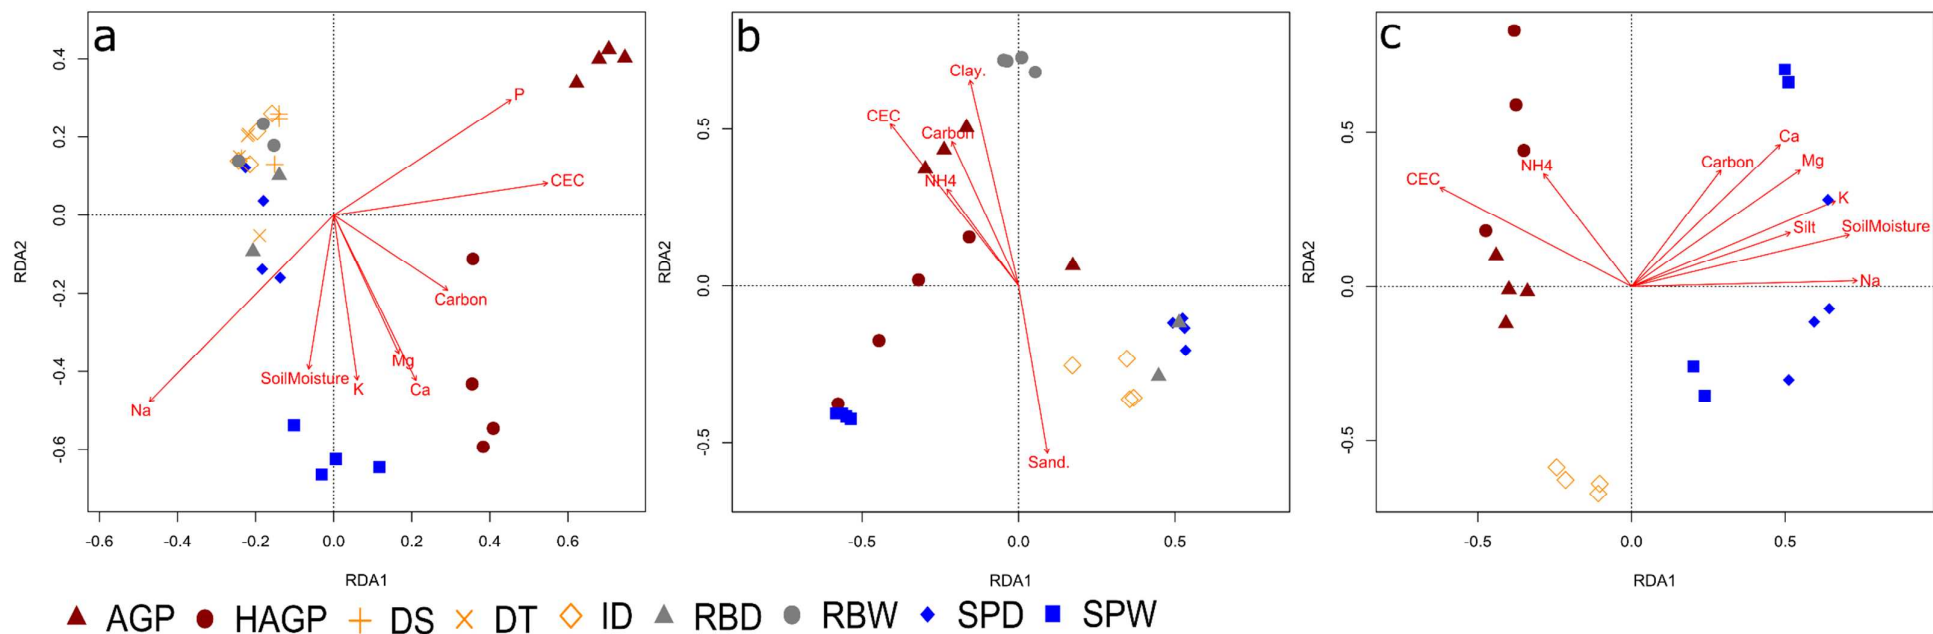 a
0.4
0.2
0.0
-0.2
-0.4
-0.6
RDA2
P
CEC
Carbon
Mg
Ca
K
SoilMoisture
Na
-0.6 -0.4 -0.2 0.0 0.2 0.4 0.6
RDA1
b
0.5
0.0
-0.5
RDA2
Clay.
CEC
Carbon
NH4
Sand.
-0.5 0.0 0.5
RDA1
c
0.5
0.0
-0.5
RDA2
Ca
Carbon
Mg
NH4
CEC
K
Silt
SoilMoisture
Na
-0.5 0.0 0.5
RDA1
AGP HAGP DS DT ID RBD RBW SPD SPW